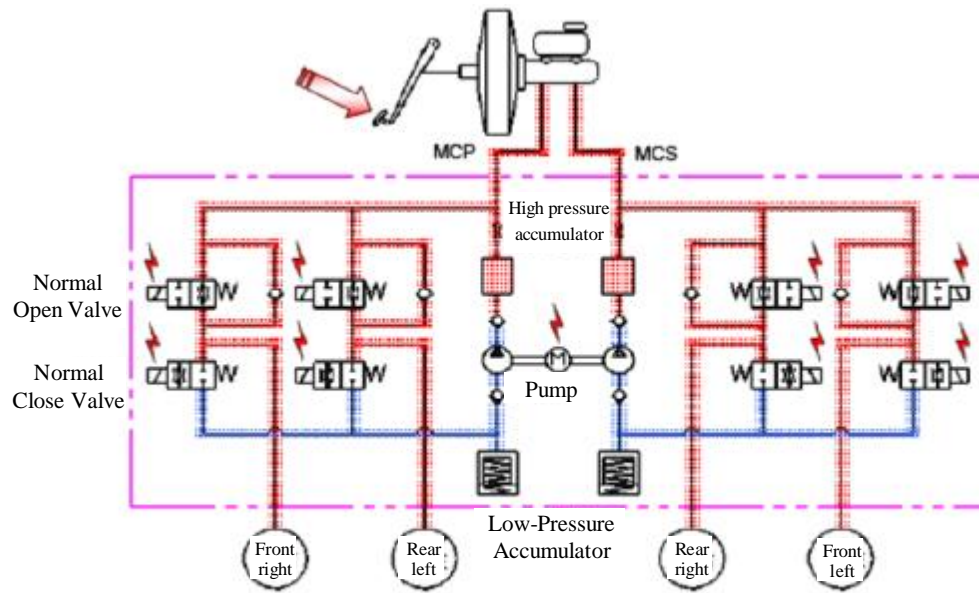 MCP
MCS
High pressure
accumulator
Normal
Open Valve
Normal
Close Valve
M
Pump
Low-Pressure
Accumulator
Front
right
Rear
left
Rear
right
Front
left